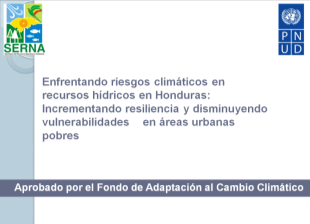 SERNA
P N
U D
Enfrentando riesgos climáticos en
recursos hídricos en Honduras:
Incrementando resiliencia y disminuyendo
vulnerabilidades en áreas urbanas
pobres
Aprobado por el Fondo de Adaptación al Cambio Climático